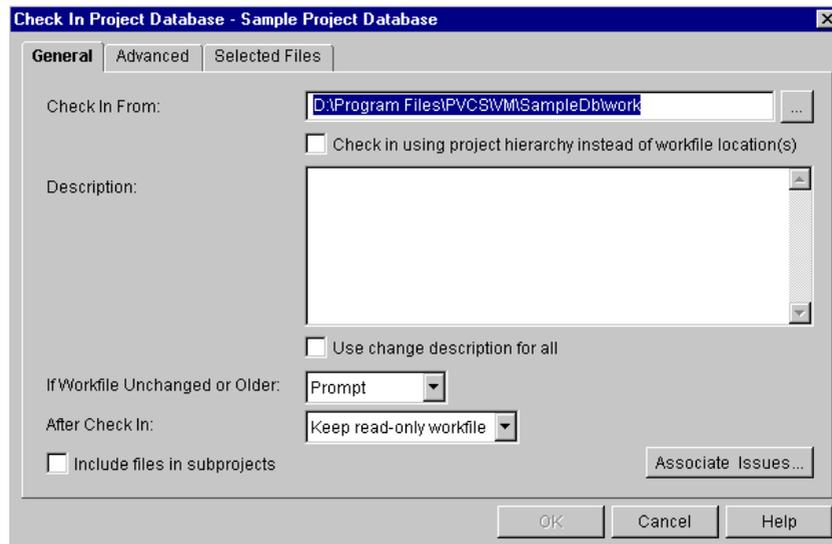 Check In Project Database - Sample Project Database
General Advanced Selected Files
Check In From: D:\Program Files\PVCS\VM\SampleDb\work ...
Check in using project hierarchy instead of workfile location(s)
Description:
Use change description for all
If Workfile Unchanged or Older: Prompt
After Check In: Keep read-only workfile
Include files in subprojects Associate Issues...
OK Cancel Help